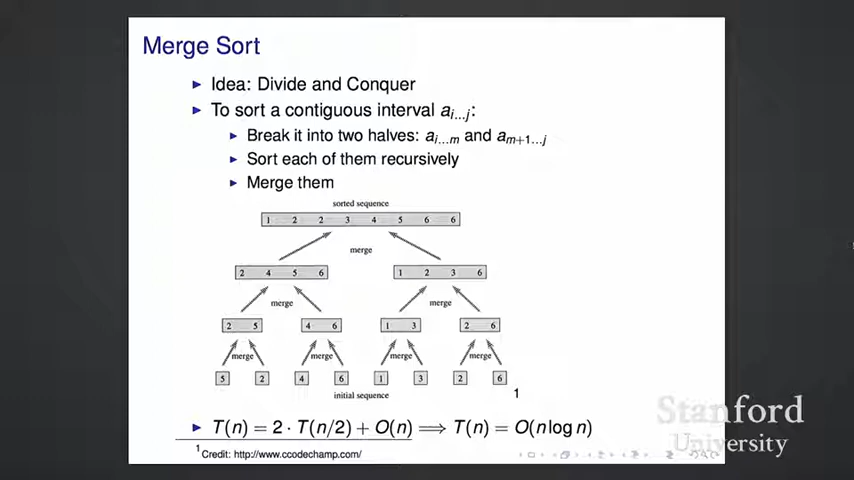 Merge Sort
► Idea: Divide and Conquer
► To sort a contiguous interval a_{i...j}:
► Break it into two halves: a_{i...m} and a_{m+1...j}
► Sort each of them recursively
► Merge them
sorted sequence
1 2 2 3 4 5 6 6
merge
2 4 5 6 1 2 3 6
merge merge
2 5 4 6 1 3 2 6
merge merge merge merge
5 2 4 6 1 3 2 6
initial sequence 1
► T(n) = 2 · T(n/2) + O(n) ⟹ T(n) = O(n log n)
1 Credit: http://www.ccodechamp.com/
Stanford
University